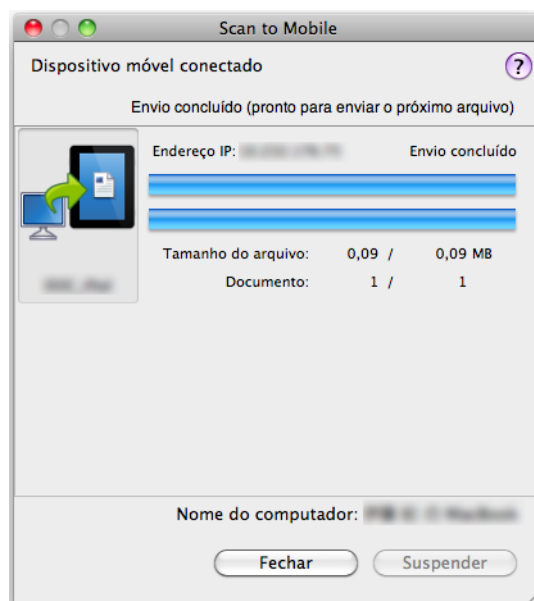 Scan to Mobile
Dispositivo móvel conectado
?
Envio concluído (pronto para enviar o próximo arquivo)
Endereço IP: Envio concluído
Tamanho do arquivo: 0,09 / 0,09 MB
Documento: 1 / 1
Nome do computador:
Fechar
Suspender